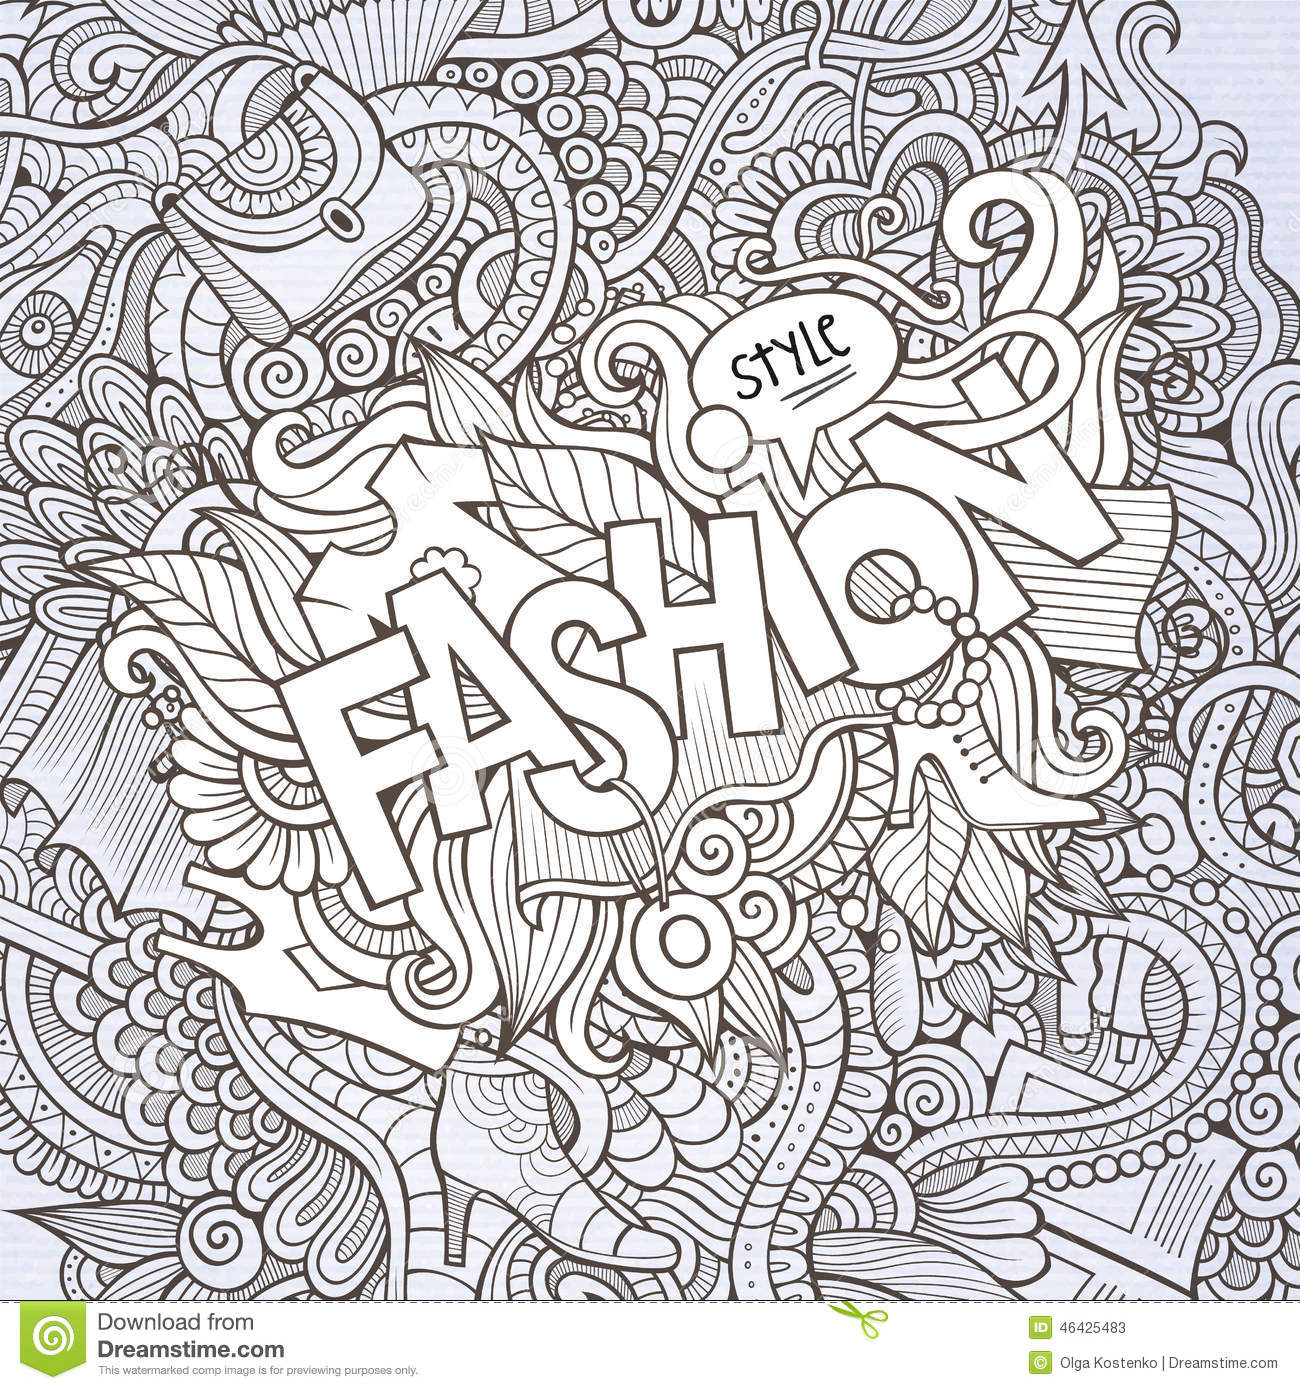 STYLE
FASHION
Download from
Dreamstime.com
This watermarked comp image is for previewing purposes only.
ID 46425483
© Olga Kostenko | Dreamstime.com